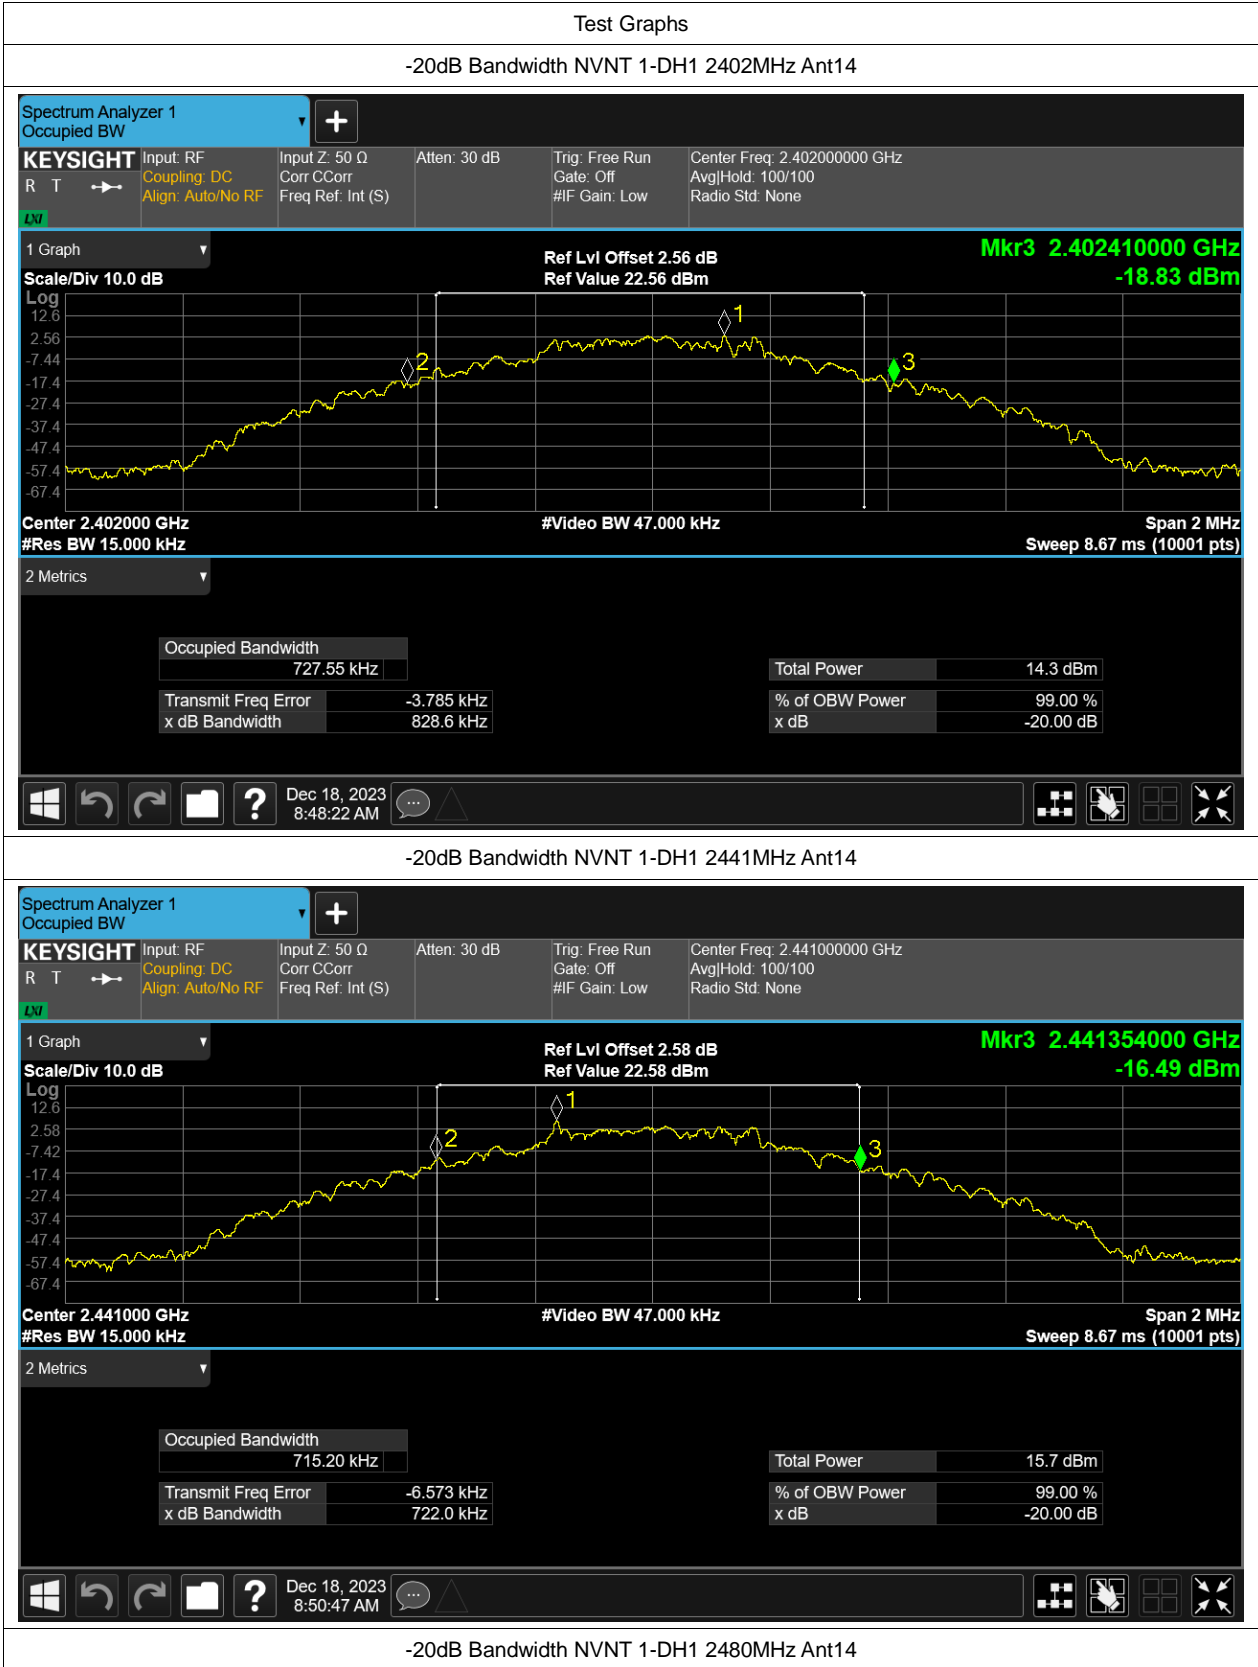 Test Graphs
-20dB Bandwidth NVNT 1-DH1 2402MHz Ant14
Spectrum Analyzer 1
Occupied BW
KEYSIGHT Input: RF Input Z: 50 Ω Atten: 30 dB Trig: Free Run Center Freq: 2.402000000 GHz
R T Coupling: DC Corr CCorr Gate: Off Avg|Hold: 100/100
Align: Auto/No RF Freq Ref: Int (S) #IF Gain: Low Radio Std: None
LXI
1 Graph
Ref Lvl Offset 2.56 dB
Mkr3 2.402410000 GHz
Scale/Div 10.0 dB
Ref Value 22.56 dBm
-18.83 dBm
Log
12.6
2.56
-7.44
-17.4
-27.4
-37.4
-47.4
-57.4
-67.4
1
2
3
Center 2.402000 GHz #Video BW 47.000 kHz Span 2 MHz
#Res BW 15.000 kHz Sweep 8.67 ms (10001 pts)
2 Metrics
Occupied Bandwidth
727.55 kHz
Total Power 14.3 dBm
Transmit Freq Error -3.785 kHz % of OBW Power 99.00 %
x dB Bandwidth 828.6 kHz x dB -20.00 dB
? Dec 18, 2023
8:48:22 AM
-20dB Bandwidth NVNT 1-DH1 2441MHz Ant14
Spectrum Analyzer 1
Occupied BW
KEYSIGHT Input: RF Input Z: 50 Ω Atten: 30 dB Trig: Free Run Center Freq: 2.441000000 GHz
R T Coupling: DC Corr CCorr Gate: Off Avg|Hold: 100/100
Align: Auto/No RF Freq Ref: Int (S) #IF Gain: Low Radio Std: None
LXI
1 Graph
Ref Lvl Offset 2.58 dB
Mkr3 2.441354000 GHz
Scale/Div 10.0 dB
Ref Value 22.58 dBm
-16.49 dBm
Log
12.6
2.58
-7.42
-17.4
-27.4
-37.4
-47.4
-57.4
-67.4
1
2
3
Center 2.441000 GHz #Video BW 47.000 kHz Span 2 MHz
#Res BW 15.000 kHz Sweep 8.67 ms (10001 pts)
2 Metrics
Occupied Bandwidth
715.20 kHz
Total Power 15.7 dBm
Transmit Freq Error -6.573 kHz % of OBW Power 99.00 %
x dB Bandwidth 722.0 kHz x dB -20.00 dB
? Dec 18, 2023
8:50:47 AM
-20dB Bandwidth NVNT 1-DH1 2480MHz Ant14